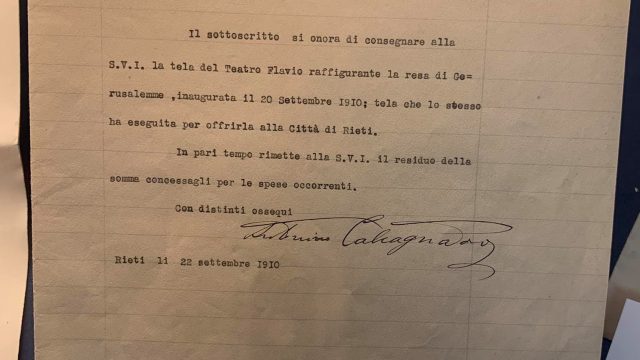 Il sottoscritto si onora di consegnare alla
S.V.I. la tela del Teatro Flavio raffigurante la resa di Ge=
rusalemme ,inaugurata il 20 Settembre 1910; tela che lo stesso
ha eseguita per offrirla alla Città di Rieti.
In pari tempo rimette alla S.V.I. il residuo della
somma concessagli per le spese occorrenti.
Con distinti ossequi
Antonino Calcagnadoro
Rieti li 22 settembre 1910